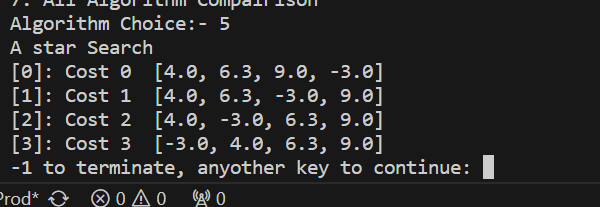 7. All Algorithm Compairison
Algorithm Choice:- 5
A star Search
[0]: Cost 0  [4.0, 6.3, 9.0, -3.0]
[1]: Cost 1  [4.0, 6.3, -3.0, 9.0]
[2]: Cost 2  [4.0, -3.0, 6.3, 9.0]
[3]: Cost 3  [-3.0, 4.0, 6.3, 9.0]
-1 to terminate, anyother key to continue:
Prod* 0 0 0